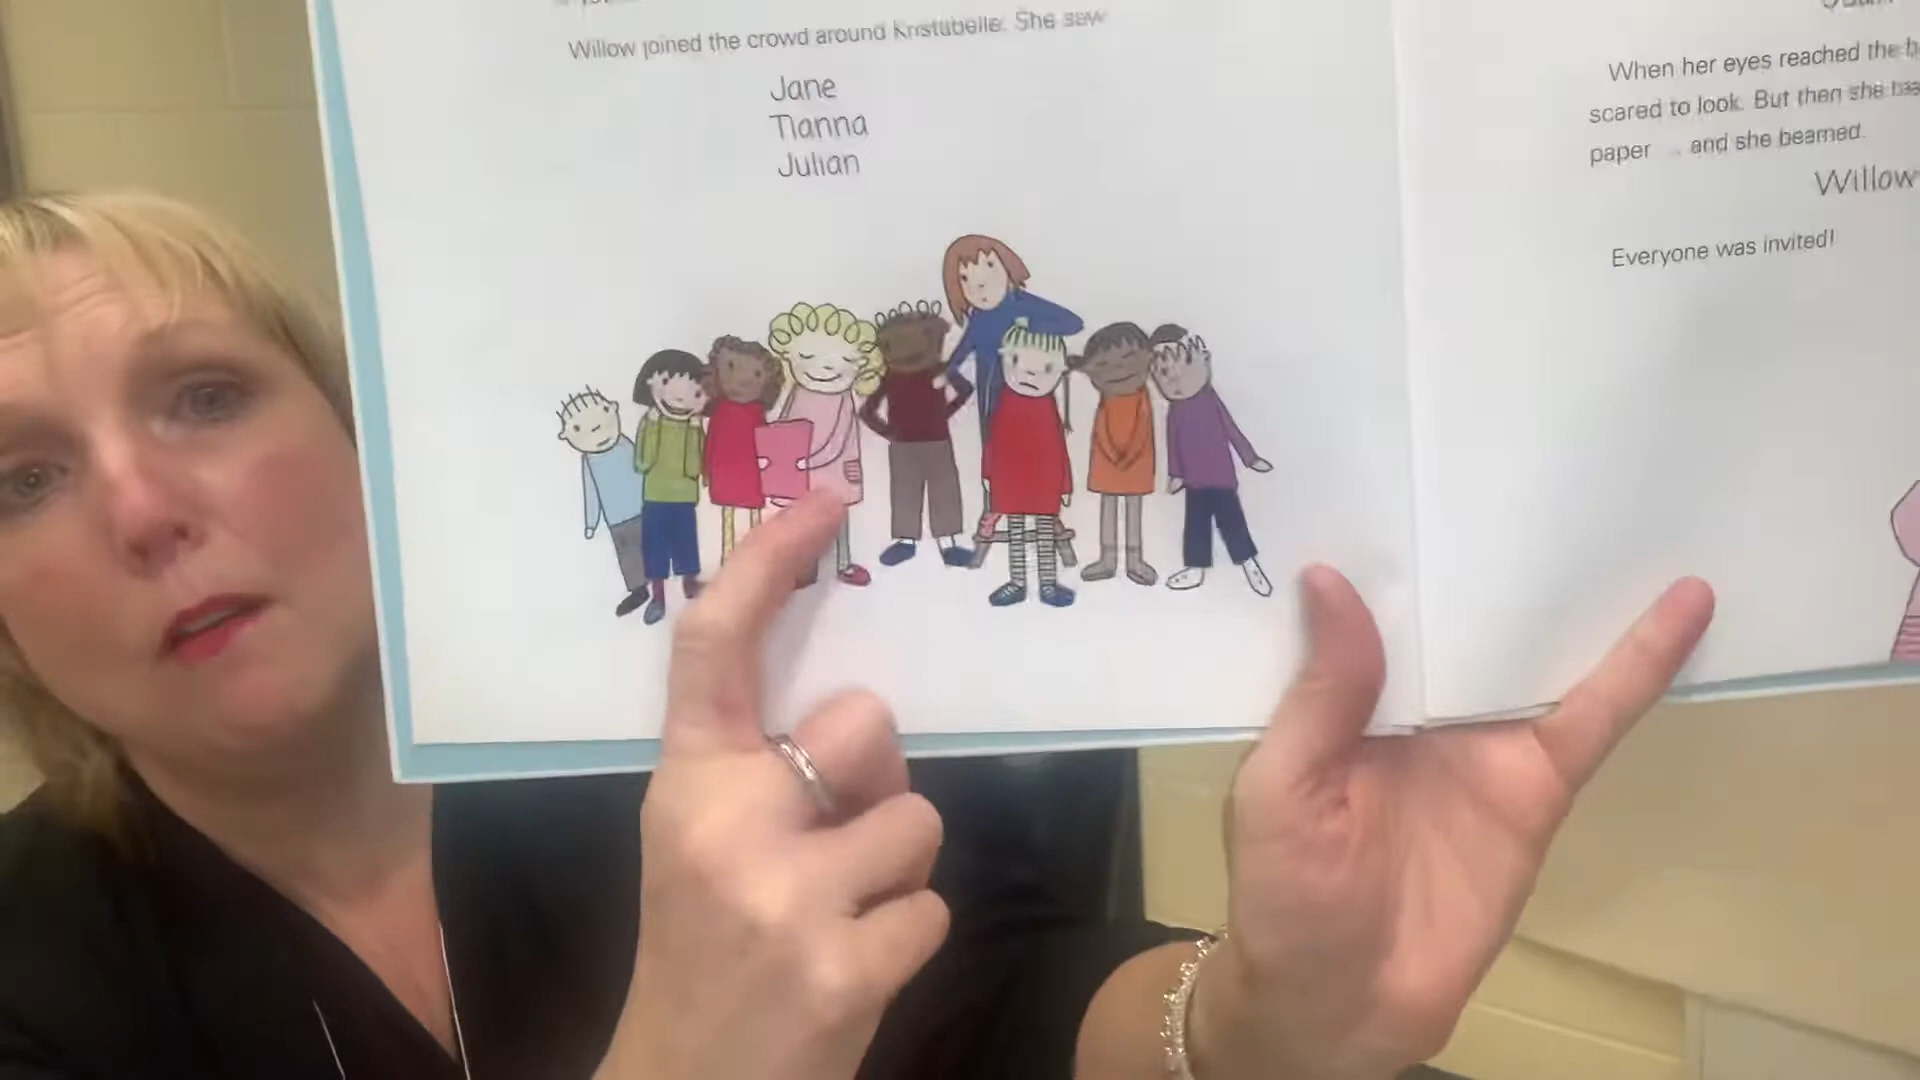 Willow joined the crowd around Kristabelle. She saw
Jane
Tianna
Julian
When her eyes reached the
scared to look. But then she
paper ... and she beamed.
Willow
Everyone was invited!